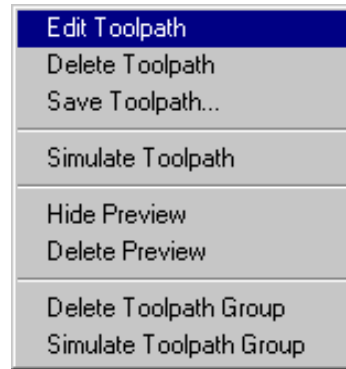 Edit Toolpath
Delete Toolpath
Save Toolpath...
Simulate Toolpath
Hide Preview
Delete Preview
Delete Toolpath Group
Simulate Toolpath Group